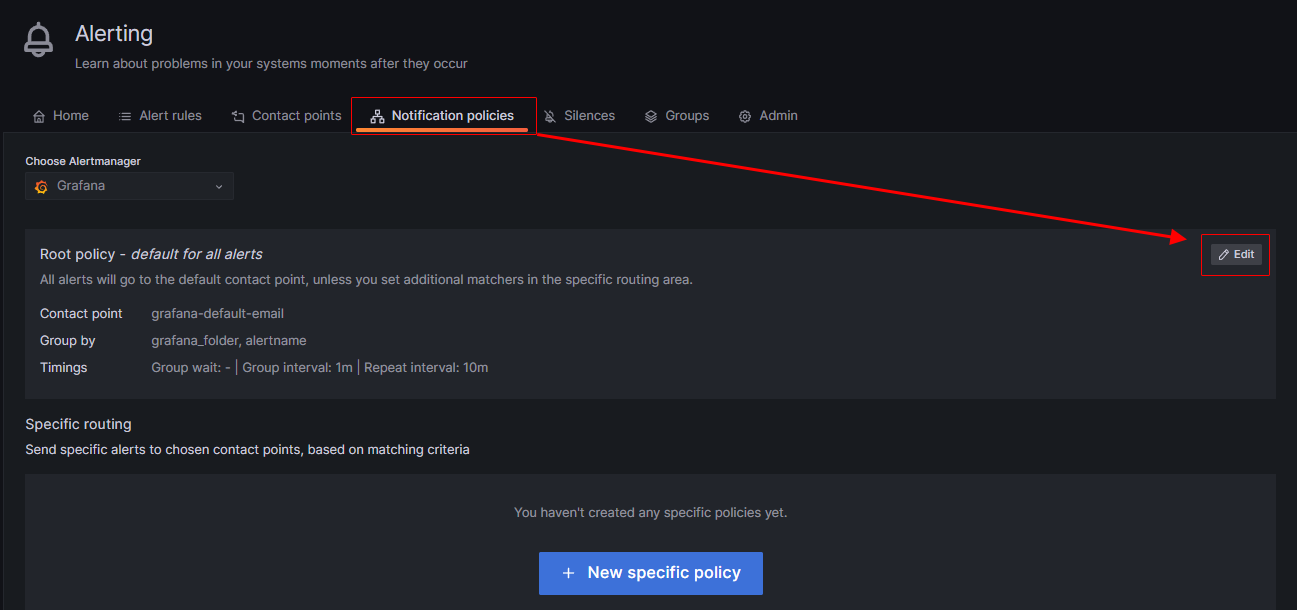 Alerting
Learn about problems in your systems moments after they occur
Home Alert rules Contact points Notification policies Silences Groups Admin
Choose Alertmanager
Grafana
Root policy - default for all alerts
Edit
All alerts will go to the default contact point, unless you set additional matchers in the specific routing area.
Contact point grafana-default-email
Group by grafana_folder, alertname
Timings Group wait: - | Group interval: 1m | Repeat interval: 10m
Specific routing
Send specific alerts to chosen contact points, based on matching criteria
You haven't created any specific policies yet.
+ New specific policy